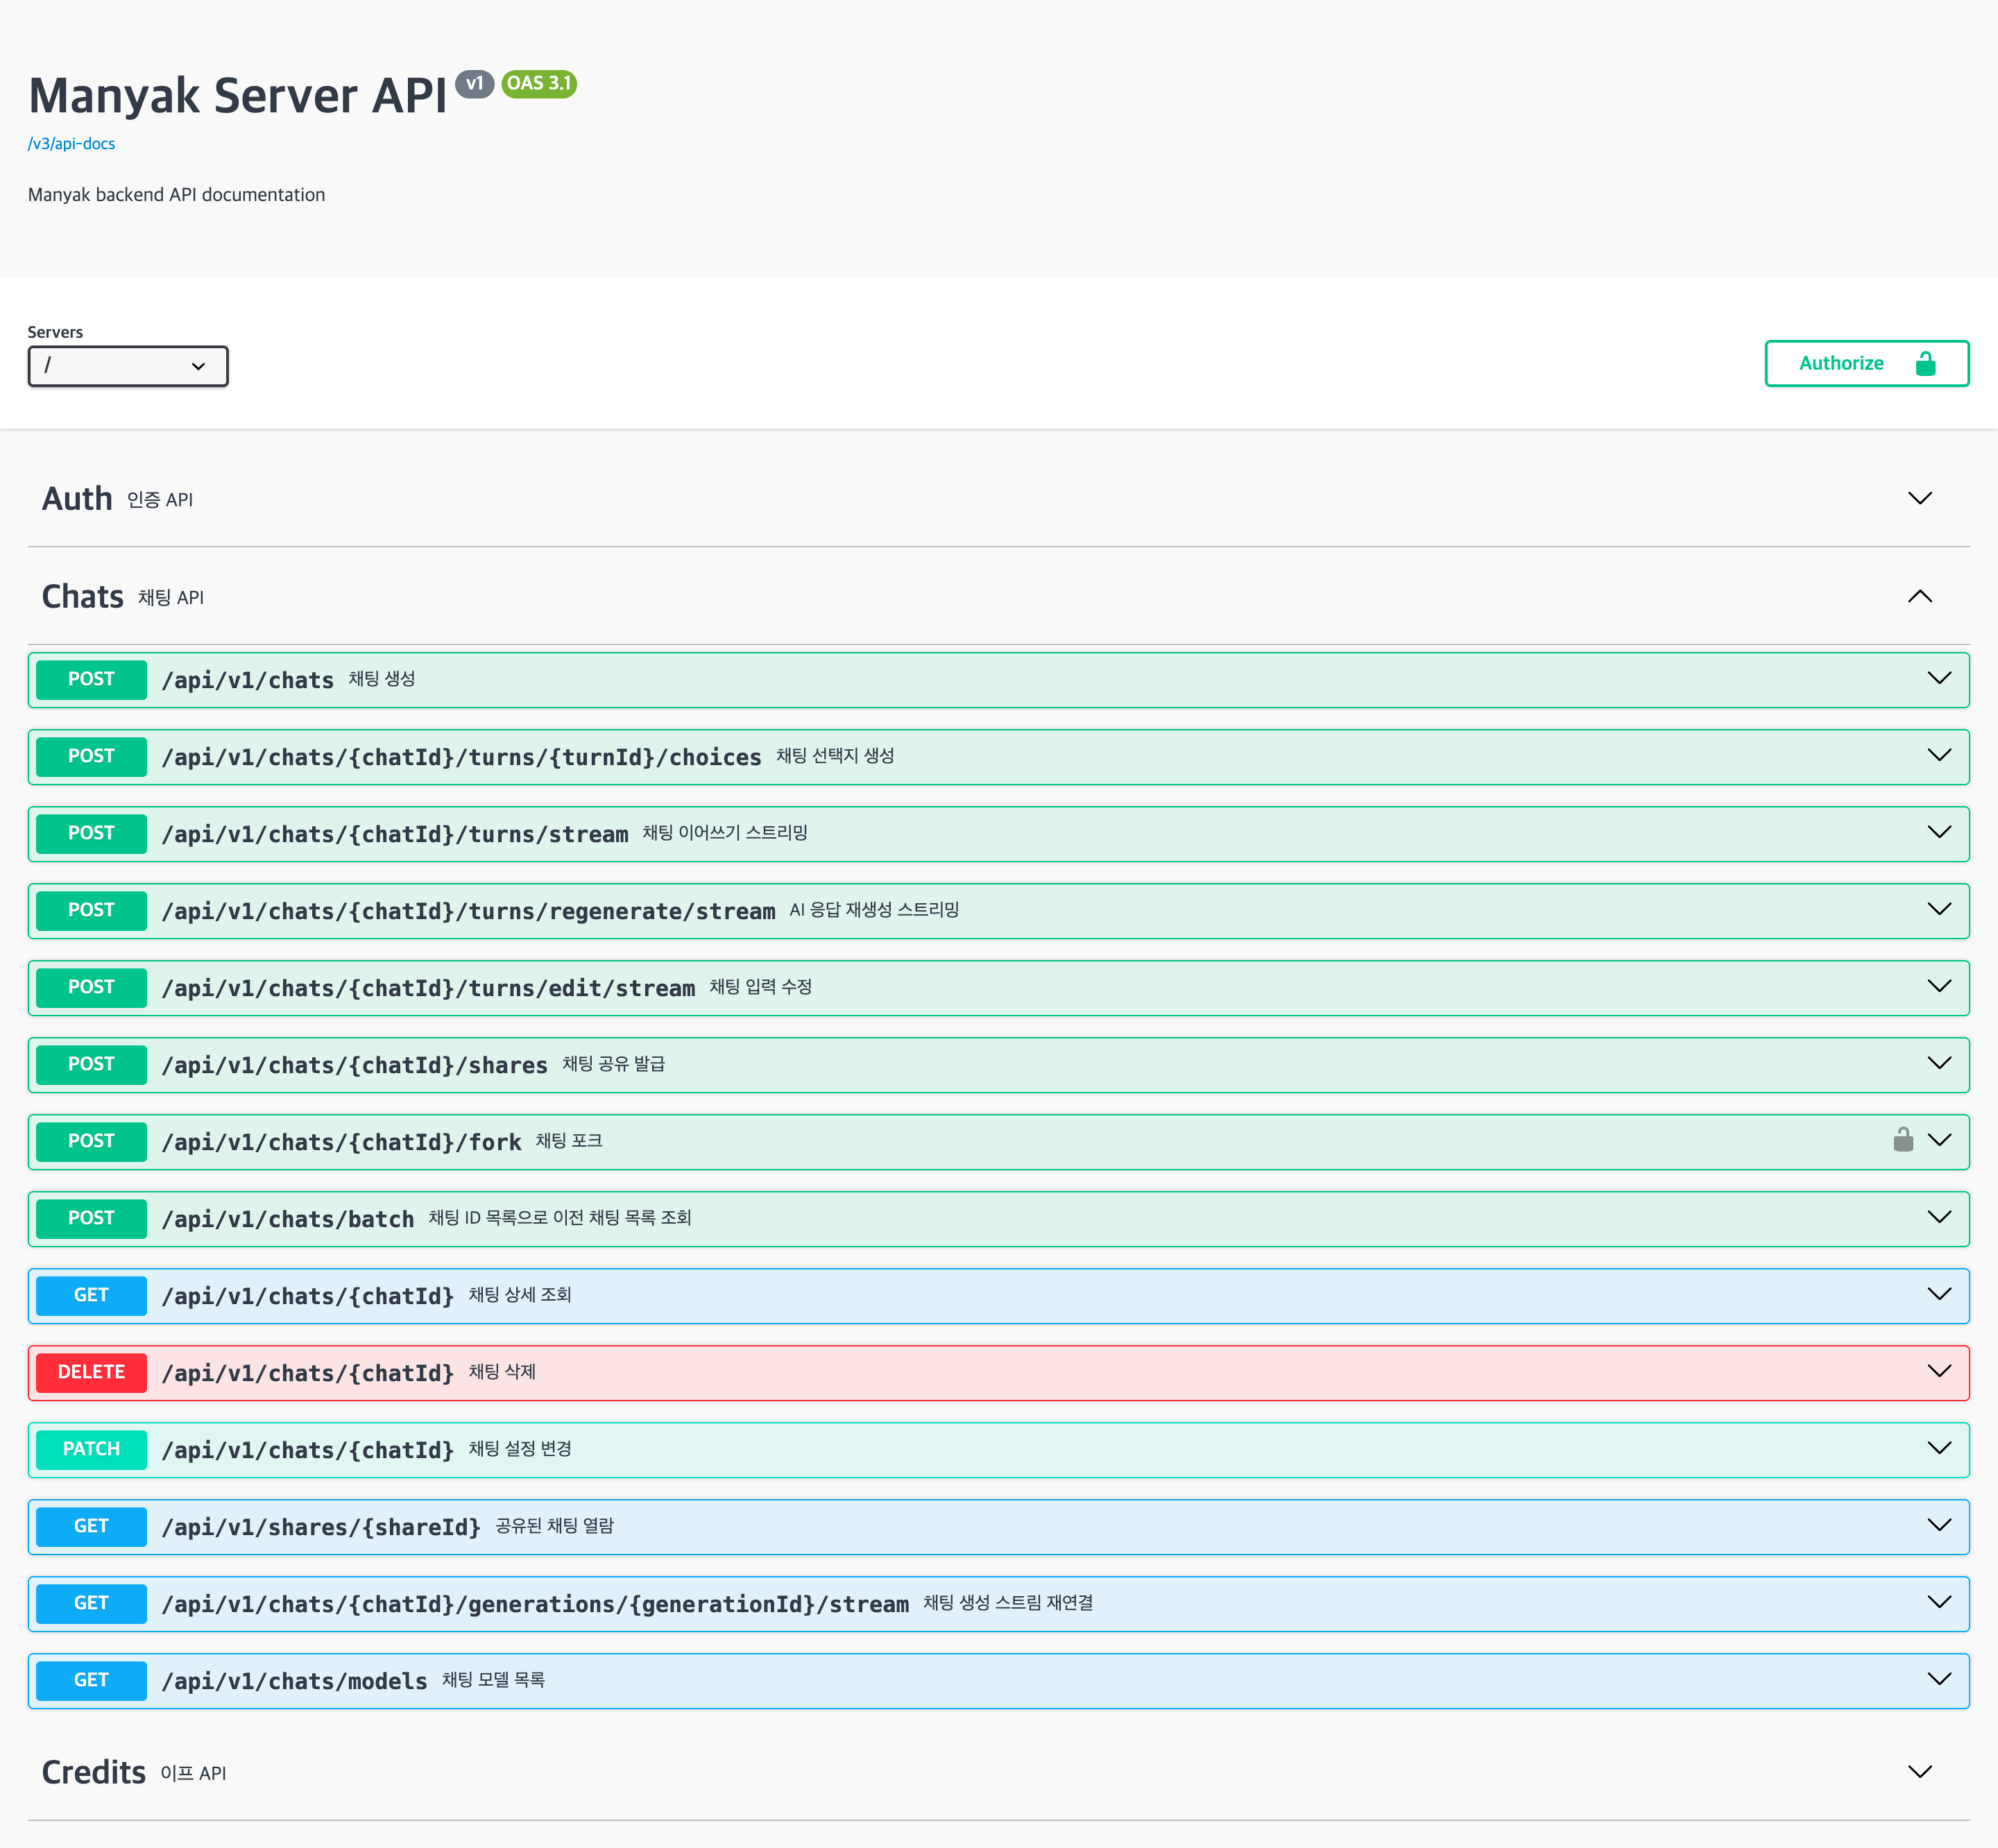 Manyak Server API v1 OAS 3.1
/v3/api-docs
Manyak backend API documentation
Servers
/
Authorize
Auth 인증 API
Chats 채팅 API
POST /api/v1/chats 채팅 생성
POST /api/v1/chats/{chatId}/turns/{turnId}/choices 채팅 선택지 생성
POST /api/v1/chats/{chatId}/turns/stream 채팅 이어쓰기 스트리밍
POST /api/v1/chats/{chatId}/turns/regenerate/stream AI 응답 재생성 스트리밍
POST /api/v1/chats/{chatId}/turns/edit/stream 채팅 입력 수정
POST /api/v1/chats/{chatId}/shares 채팅 공유 발급
POST /api/v1/chats/{chatId}/fork 채팅 포크
POST /api/v1/chats/batch 채팅 ID 목록으로 이전 채팅 목록 조회
GET /api/v1/chats/{chatId} 채팅 상세 조회
DELETE /api/v1/chats/{chatId} 채팅 삭제
PATCH /api/v1/chats/{chatId} 채팅 설정 변경
GET /api/v1/shares/{shareId} 공유된 채팅 열람
GET /api/v1/chats/{chatId}/generations/{generationId}/stream 채팅 생성 스트림 재연결
GET /api/v1/chats/models 채팅 모델 목록
Credits 이프 API